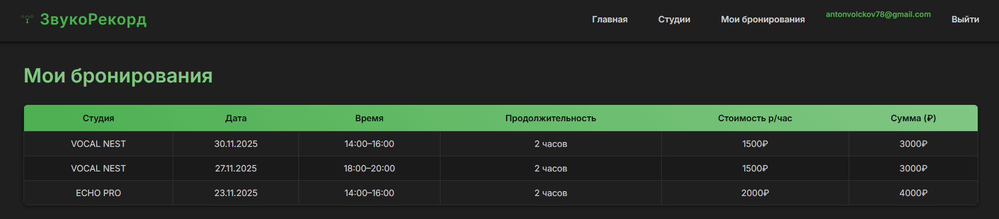 ЗвукоРекорд Главная Студии Мои бронирования antonvolckov78@gmail.com Выйти
Мои бронирования
Студия Дата Время Продолжительность Стоимость р/час Сумма (₽)
VOCAL NEST 30.11.2025 14:00–16:00 2 часов 1500₽ 3000₽
VOCAL NEST 27.11.2025 18:00–20:00 2 часов 1500₽ 3000₽
ECHO PRO 23.11.2025 14:00–16:00 2 часов 2000₽ 4000₽